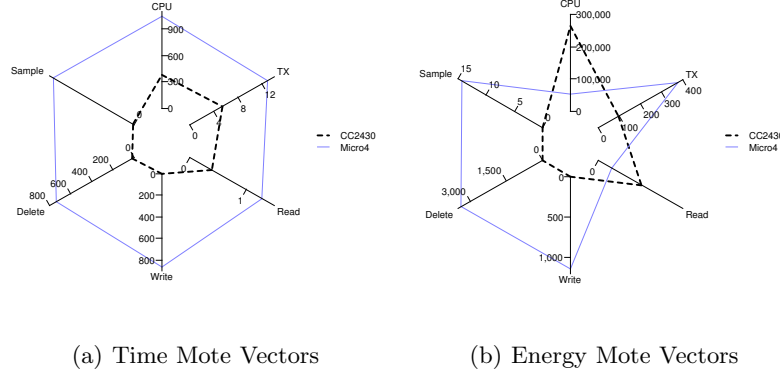 CPU
900
600
300
0
TX
12
8
4
0
Sample
0
0
200
400
600
800
Delete
0
1
Read
0
200
400
600
800
Write
CC2430
Micro4
(a) Time Mote Vectors
CPU
300,000
200,000
100,000
0
TX
400
300
200
100
0
Sample
15
10
5
0
0
1,500
3,000
Delete
0
Read
0
500
1,000
Write
CC2430
Micro4
(b) Energy Mote Vectors